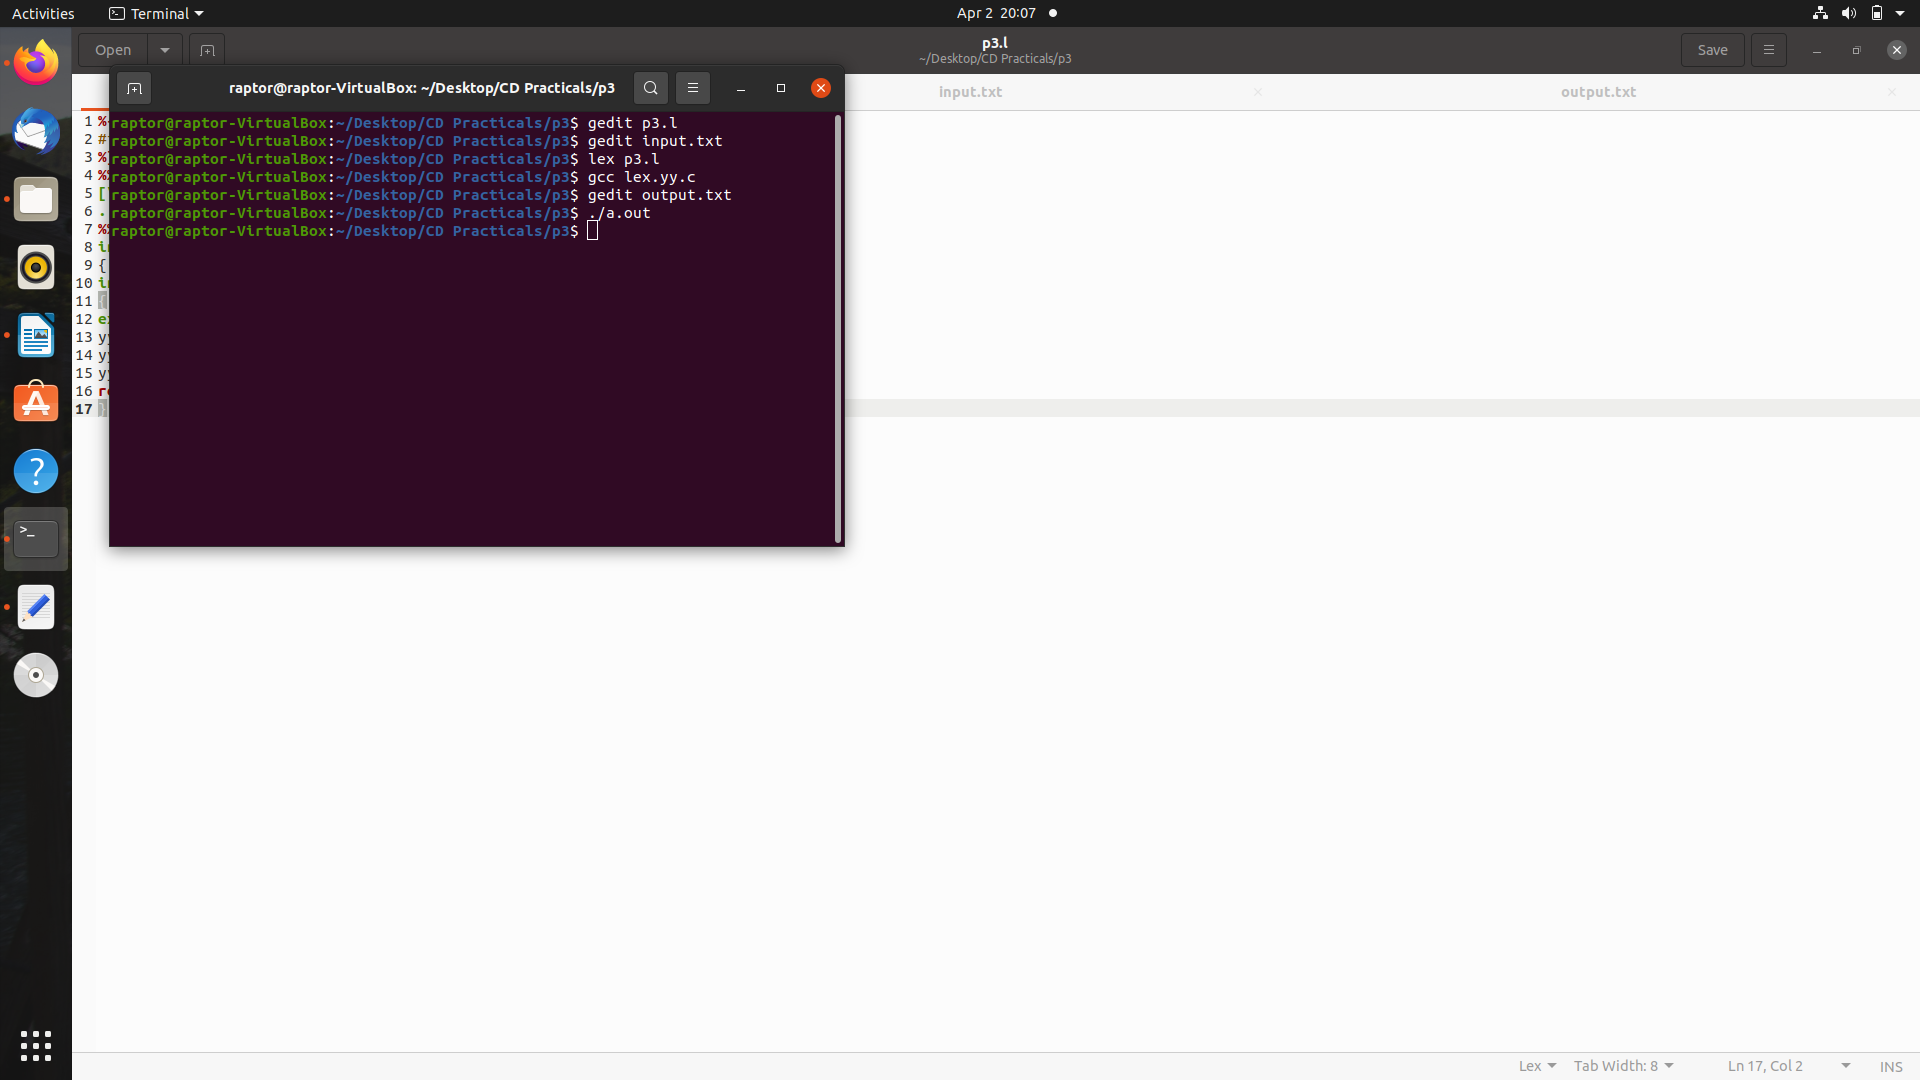 Activities
Terminal
Apr 2 20:07
Open
p3.l
~/Desktop/CD Practicals/p3
Save
raptor@raptor-VirtualBox: ~/Desktop/CD Practicals/p3
input.txt
output.txt
raptor@raptor-VirtualBox:~/Desktop/CD Practicals/p3$ gedit p3.l
raptor@raptor-VirtualBox:~/Desktop/CD Practicals/p3$ gedit input.txt
raptor@raptor-VirtualBox:~/Desktop/CD Practicals/p3$ lex p3.l
raptor@raptor-VirtualBox:~/Desktop/CD Practicals/p3$ gcc lex.yy.c
raptor@raptor-VirtualBox:~/Desktop/CD Practicals/p3$ gedit output.txt
raptor@raptor-VirtualBox:~/Desktop/CD Practicals/p3$ ./a.out
raptor@raptor-VirtualBox:~/Desktop/CD Practicals/p3$
1 %
2 #
3 %
4 %
5 [
6 .
7 %
8
9 {
10
11 {
12
13
14
15
16
17 }
Lex
Tab Width: 8
Ln 17, Col 2
INS